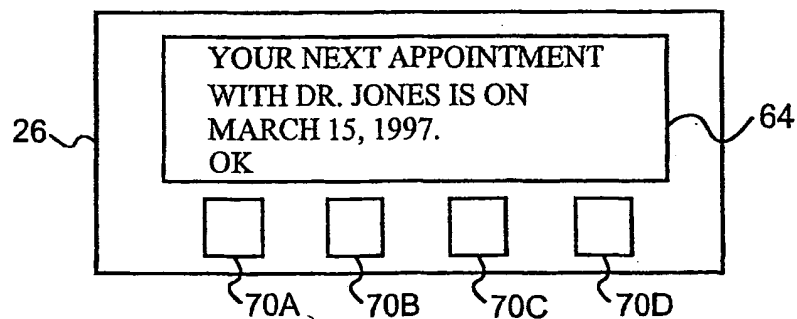 YOUR NEXT APPOINTMENT
WITH DR. JONES IS ON
MARCH 15, 1997.
OK
26
64
70A
70B
70C
70D